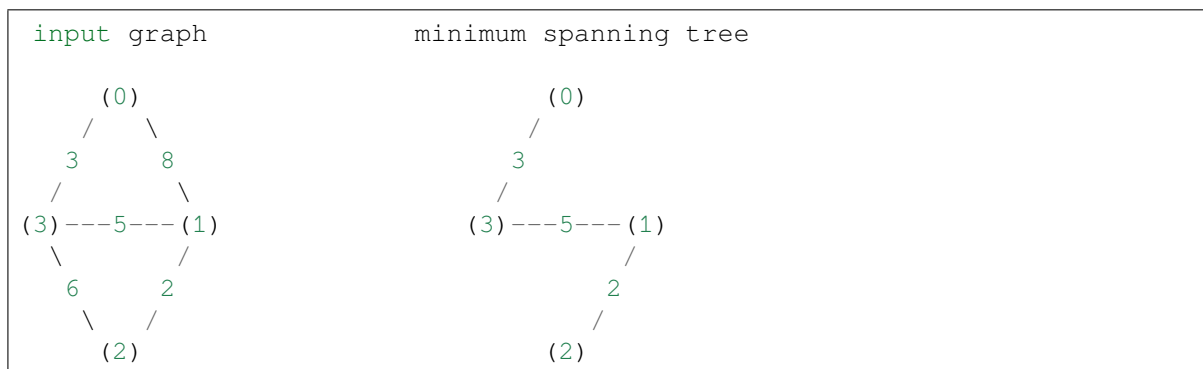 input graph minimum spanning tree
(0) (0)
/ \ /
3 8 3
/ \ /
(3)---5---(1) (3)---5---(1)
\ / /
6 2 2
\ / /
(2) (2)